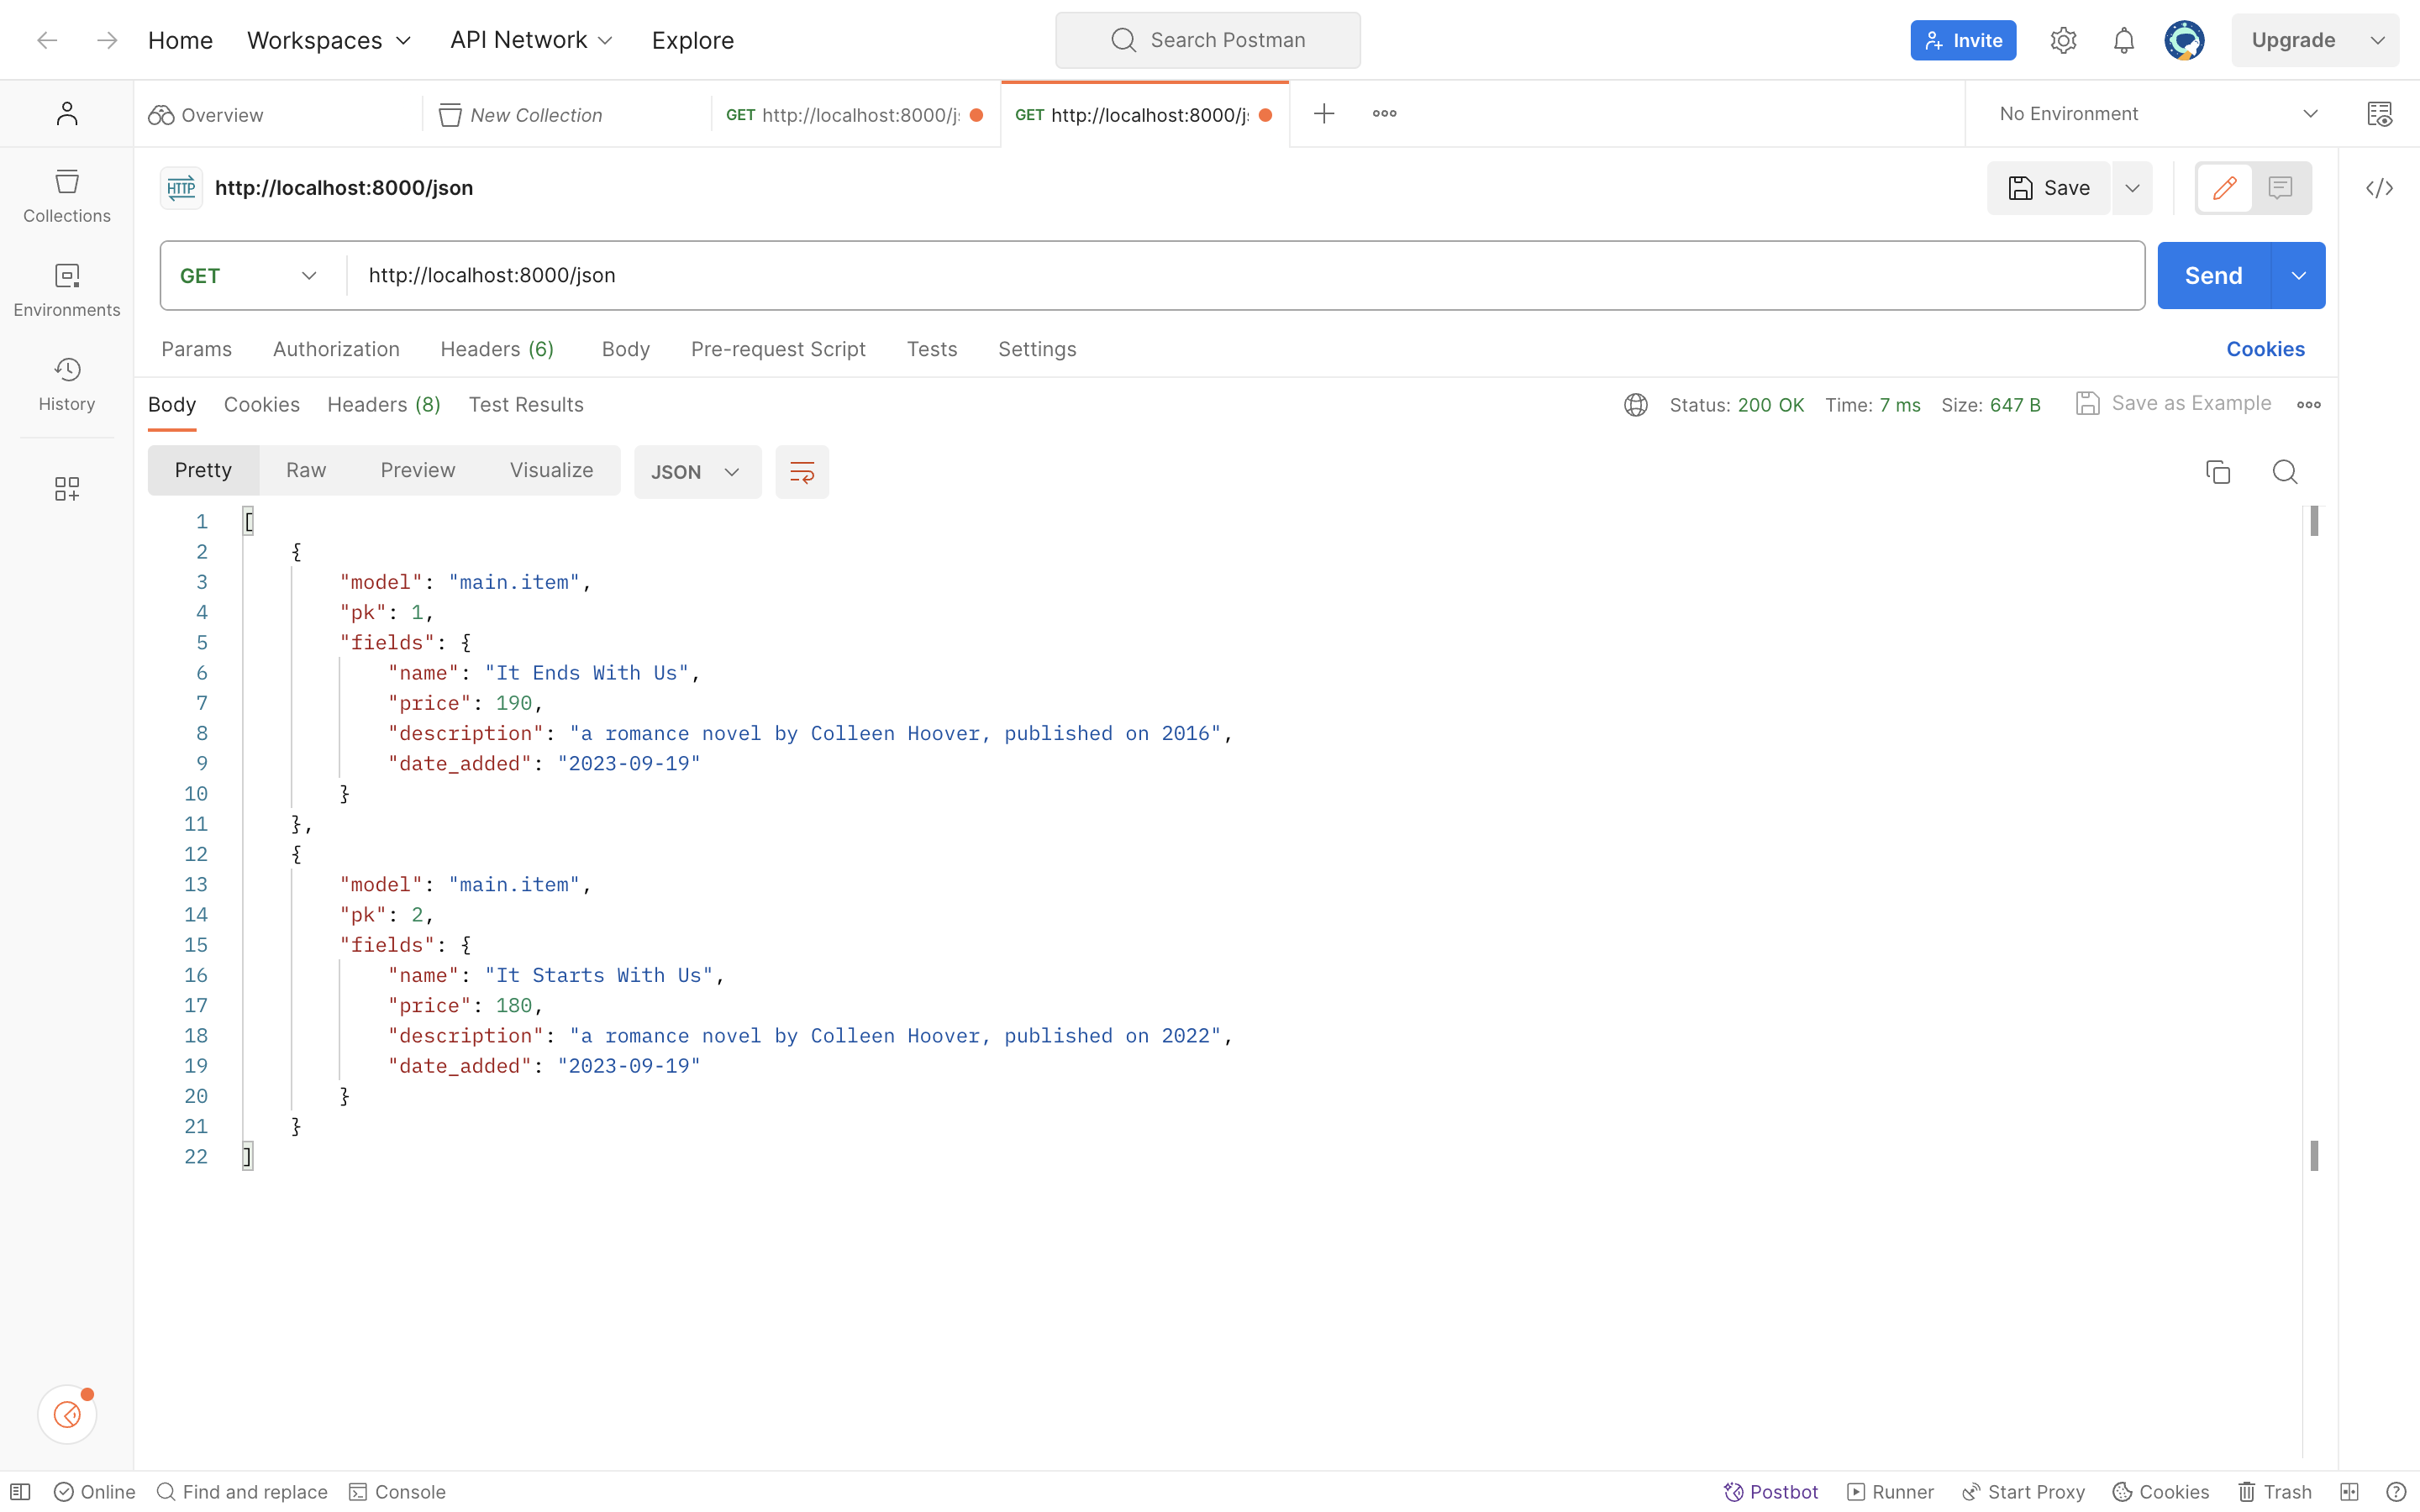 Home Workspaces API Network Explore Search Postman Invite Upgrade
Overview New Collection GET http://localhost:8000/j GET http://localhost:8000/j No Environment
HTTP http://localhost:8000/json Save
Collections
GET http://localhost:8000/json Send
Environments
Params Authorization Headers (6) Body Pre-request Script Tests Settings Cookies
History
Body Cookies Headers (8) Test Results Status: 200 OK Time: 7 ms Size: 647 B Save as Example
Pretty Raw Preview Visualize JSON
1 [
2 {
3 "model": "main.item",
4 "pk": 1,
5 "fields": {
6 "name": "It Ends With Us",
7 "price": 190,
8 "description": "a romance novel by Colleen Hoover, published on 2016",
9 "date_added": "2023-09-19"
10 }
11 },
12 {
13 "model": "main.item",
14 "pk": 2,
15 "fields": {
16 "name": "It Starts With Us",
17 "price": 180,
18 "description": "a romance novel by Colleen Hoover, published on 2022",
19 "date_added": "2023-09-19"
20 }
21 }
22 ]
Online Find and replace Console Postbot Runner Start Proxy Cookies Trash